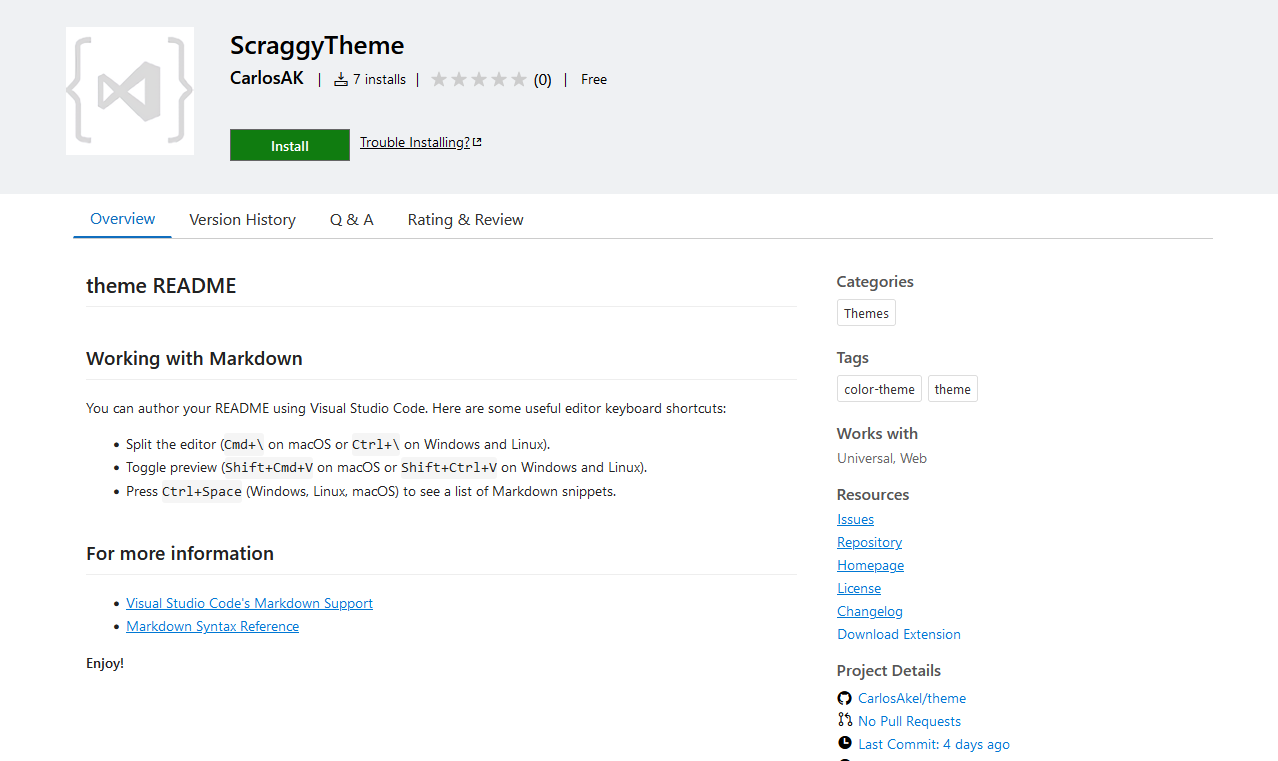 ScraggyTheme
CarlosAK | 7 installs | (0) | Free
Install Trouble Installing?
Overview Version History Q & A Rating & Review
theme README
Working with Markdown
You can author your README using Visual Studio Code. Here are some useful editor keyboard shortcuts:
• Split the editor (Cmd+\ on macOS or Ctrl+\ on Windows and Linux).
• Toggle preview (Shift+Cmd+V on macOS or Shift+Ctrl+V on Windows and Linux).
• Press Ctrl+Space (Windows, Linux, macOS) to see a list of Markdown snippets.
For more information
• Visual Studio Code's Markdown Support
• Markdown Syntax Reference
Enjoy!
Categories
Themes
Tags
color-theme theme
Works with
Universal, Web
Resources
Issues
Repository
Homepage
License
Changelog
Download Extension
Project Details
CarlosAkel/theme
No Pull Requests
Last Commit: 4 days ago